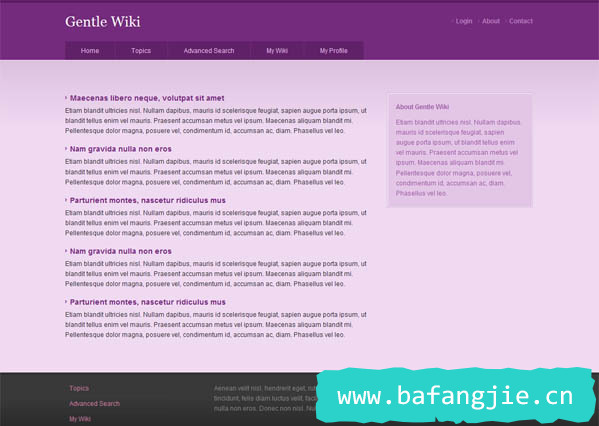 Gentle Wiki
Login
About
Contact
Home
Topics
Advanced Search
My Wiki
My Profile
Maecenas libero neque, volutpat sit amet
Etiam blandit ultricies nisl. Nullam dapibus, mauris id scelerisque feugiat, sapien augue porta ipsum, ut
blandit tellus enim vel mauris. Praesent accumsan metus vel ipsum. Maecenas aliquam blandit mi.
Pellentesque dolor magna, posuere vel, condimentum id, accumsan ac, diam. Phasellus vel leo.
Nam gravida nulla non eros
Etiam blandit ultricies nisl. Nullam dapibus, mauris id scelerisque feugiat, sapien augue porta ipsum, ut
blandit tellus enim vel mauris. Praesent accumsan metus vel ipsum. Maecenas aliquam blandit mi.
Pellentesque dolor magna, posuere vel, condimentum id, accumsan ac, diam. Phasellus vel leo.
Parturient montes, nascetur ridiculus mus
Etiam blandit ultricies nisl. Nullam dapibus, mauris id scelerisque feugiat, sapien augue porta ipsum, ut
blandit tellus enim vel mauris. Praesent accumsan metus vel ipsum. Maecenas aliquam blandit mi.
Pellentesque dolor magna, posuere vel, condimentum id, accumsan ac, diam. Phasellus vel leo.
Nam gravida nulla non eros
Etiam blandit ultricies nisl. Nullam dapibus, mauris id scelerisque feugiat, sapien augue porta ipsum, ut
blandit tellus enim vel mauris. Praesent accumsan metus vel ipsum. Maecenas aliquam blandit mi.
Pellentesque dolor magna, posuere vel, condimentum id, accumsan ac, diam. Phasellus vel leo.
Parturient montes, nascetur ridiculus mus
Etiam blandit ultricies nisl. Nullam dapibus, mauris id scelerisque feugiat, sapien augue porta ipsum, ut
blandit tellus enim vel mauris. Praesent accumsan metus vel ipsum. Maecenas aliquam blandit mi.
Pellentesque dolor magna, posuere vel, condimentum id, accumsan ac, diam. Phasellus vel leo.
About Gentle Wiki
Etiam blandit ultricies nisl. Nullam dapibus,
mauris id scelerisque feugiat, sapien
augue porta ipsum, ut blandit tellus enim
vel mauris. Praesent accumsan metus vel
ipsum. Maecenas aliquam blandit mi.
Pellentesque dolor magna, posuere vel,
condimentum id, accumsan ac, diam.
Phasellus vel leo.
Topics
Advanced Search
My Wiki
Aenean velit nisl, hendrerit eget,
tincidunt, felis diam luctus velit,
nulla non eros. Donec non nisl.
www.bafangjie.cn